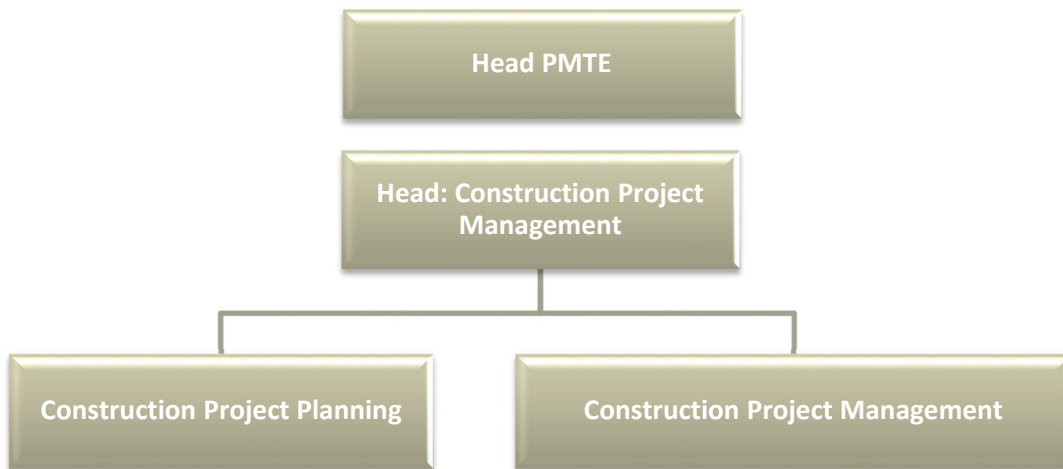 Head PMTE
Head: Construction Project
Management
Construction Project Planning
Construction Project Management